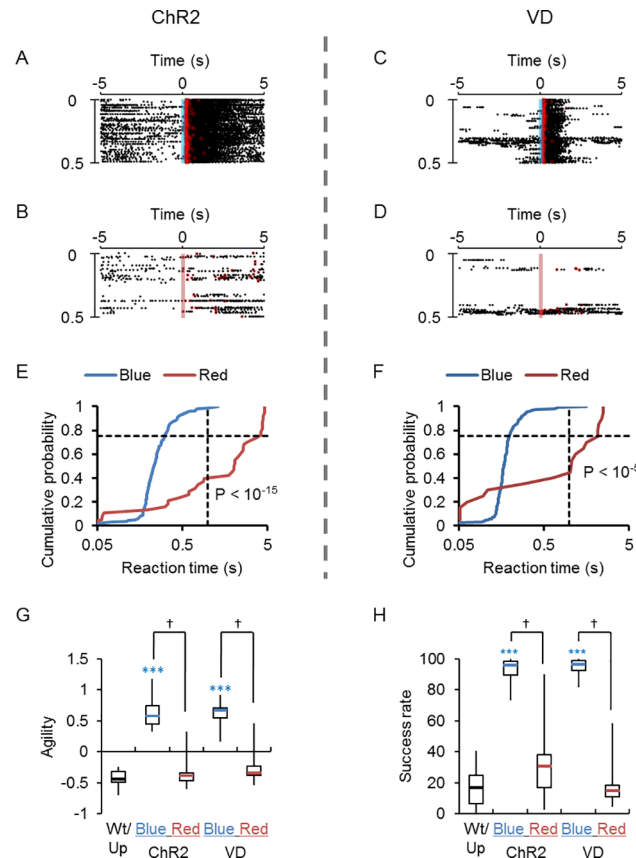 ChR2
VD
A
Time (s)
-5 0 5
0
0.5
C
Time (s)
-5 0 5
0
0.5
B
Time (s)
-5 0 5
0
0.5
D
Time (s)
-5 0 5
0
0.5
E
Blue Red
Cumulative probability
1
0.8
0.6
0.4
0.2
0
P < 10-15
0.05 0.5 5
Reaction time (s)
F
Blue Red
Cumulative probability
1
0.8
0.6
0.4
0.2
0
P < 10-5
0.05 0.5 5
Reaction time (s)
G
Agility
1.5
1
0.5
0
-0.5
-1
***
***
†
†
Wt/
Up
Blue Red
ChR2
Blue Red
VD
H
Success rate
100
80
60
40
20
0
***
***
†
†
Wt/
Up
Blue Red
ChR2
Blue Red
VD